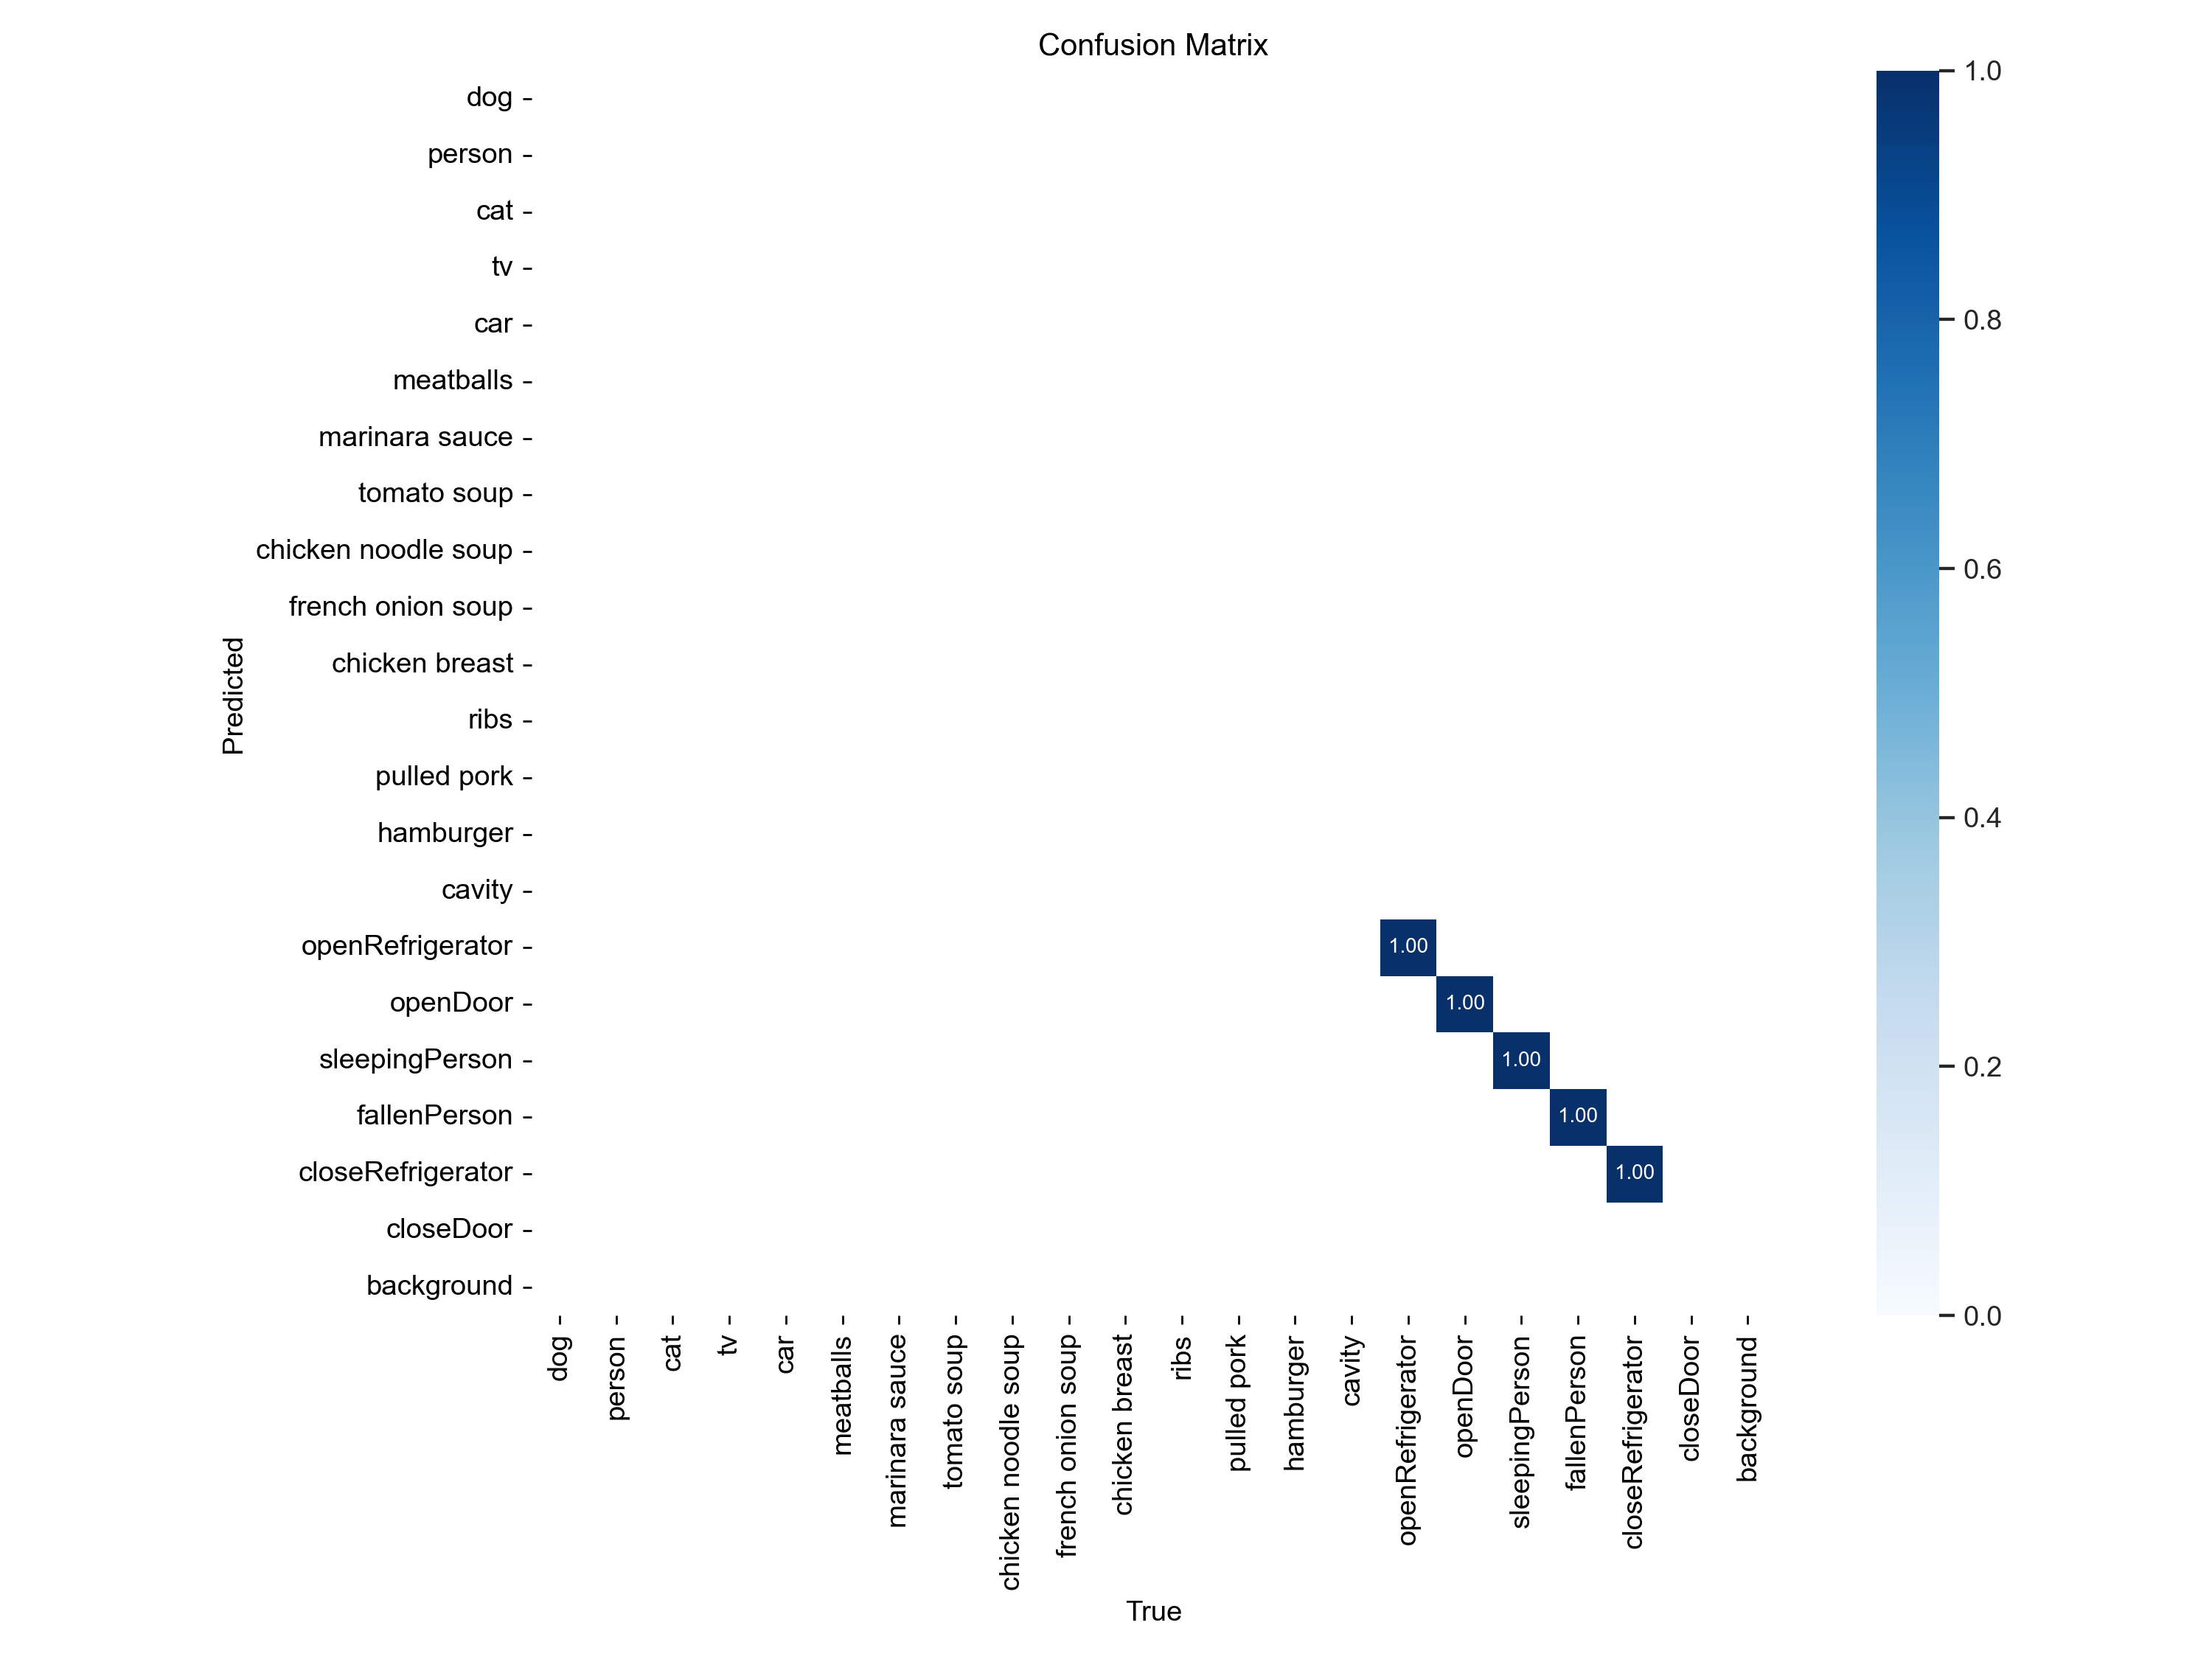 Confusion Matrix
dog
person
cat
tv
car
meatballs
marinara sauce
tomato soup
chicken noodle soup
french onion soup
chicken breast
ribs
pulled pork
hamburger
cavity
openRefrigerator
openDoor
sleepingPerson
fallenPerson
closeRefrigerator
closeDoor
background
Predicted
1.00
1.00
1.00
1.00
1.00
dog
person
cat
tv
car
meatballs
marinara sauce
tomato soup
chicken noodle soup
french onion soup
chicken breast
ribs
pulled pork
hamburger
cavity
openRefrigerator
openDoor
sleepingPerson
fallenPerson
closeRefrigerator
closeDoor
background
True
1.0
0.8
0.6
0.4
0.2
0.0